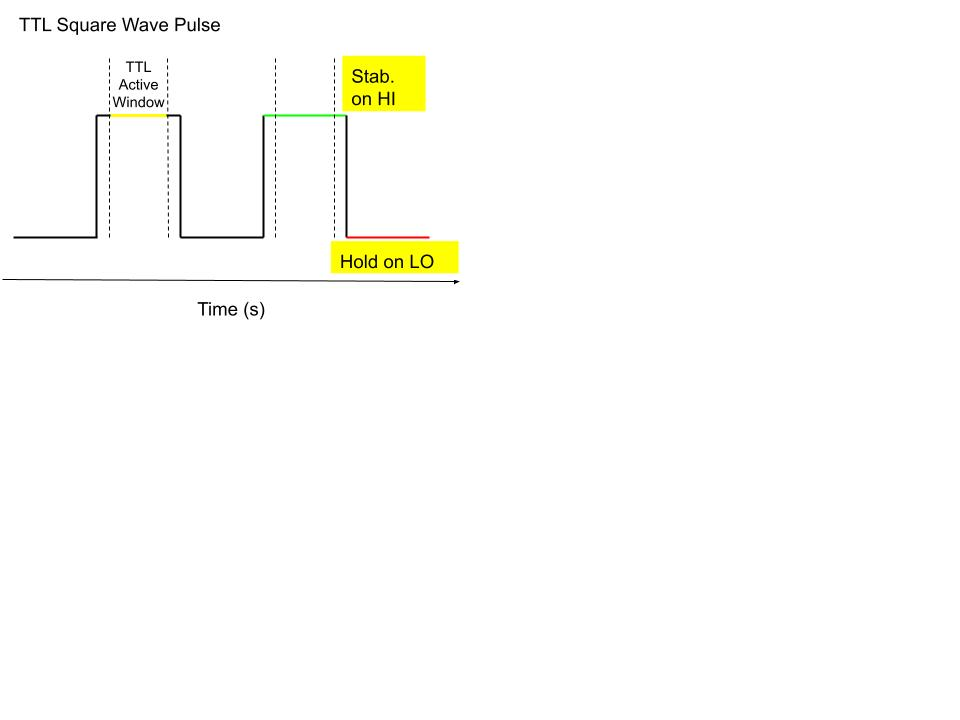 TTL Square Wave Pulse
TTL
Active
Window
Stab.
on HI
Hold on LO
Time (s)